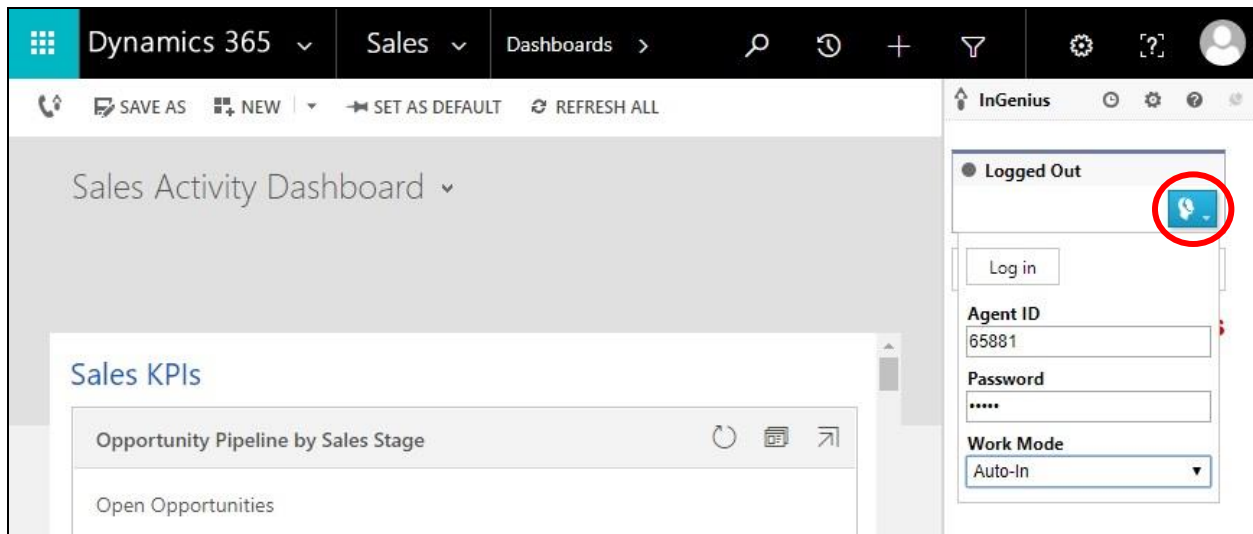 Dynamics 365 Sales Dashboards >
SAVE AS NEW SET AS DEFAULT REFRESH ALL
InGenius
Sales Activity Dashboard
Logged Out
Log in
Agent ID
65881
Password
•••••
Work Mode
Auto-In
Sales KPIs
Opportunity Pipeline by Sales Stage
Open Opportunities